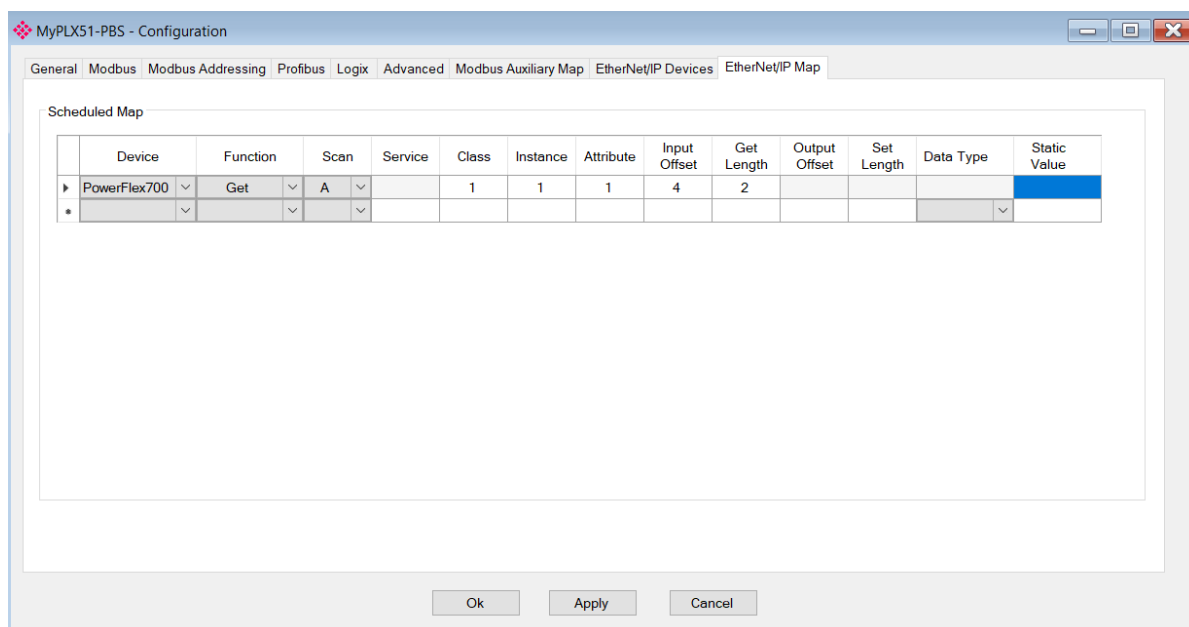 MyPLX51-PBS - Configuration
General Modbus Modbus Addressing Profibus Logix Advanced Modbus Auxiliary Map EtherNet/IP Devices EtherNet/IP Map
Scheduled Map
Device Function Scan Service Class Instance Attribute Input Offset Get Length Output Offset Set Length Data Type Static Value
PowerFlex700 Get A 1 1 1 4 2
Ok Apply Cancel